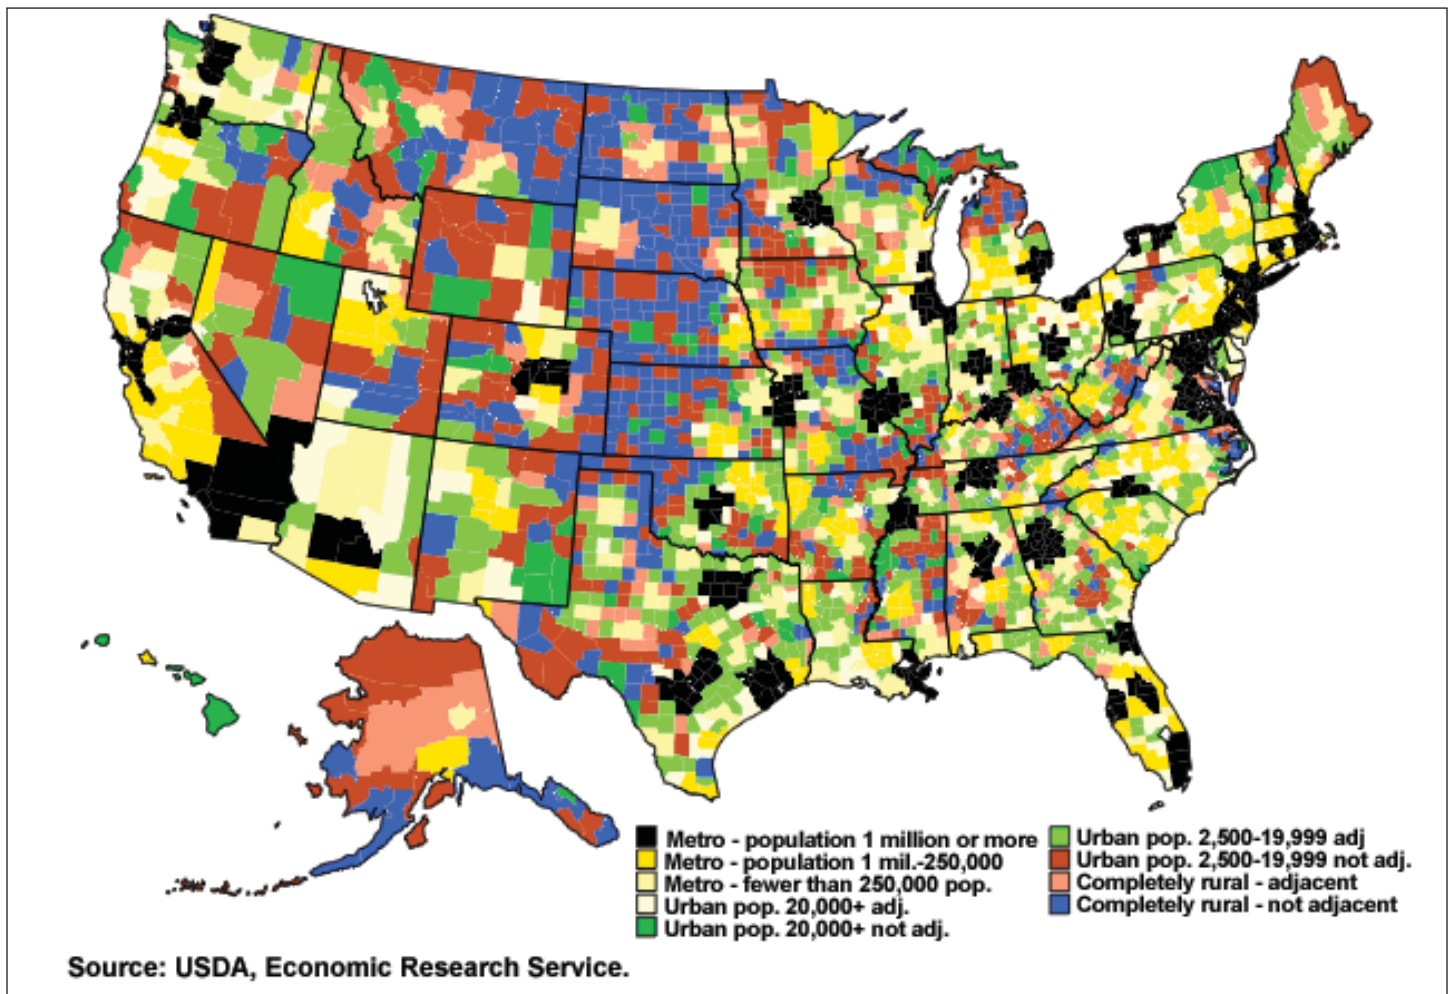 Metro - population 1 million or more
Metro - population 1 mil.-250,000
Metro - fewer than 250,000 pop.
Urban pop. 20,000+ adj.
Urban pop. 20,000+ not adj.
Urban pop. 2,500-19,999 adj
Urban pop. 2,500-19,999 not adj.
Completely rural - adjacent
Completely rural - not adjacent
Source: USDA, Economic Research Service.